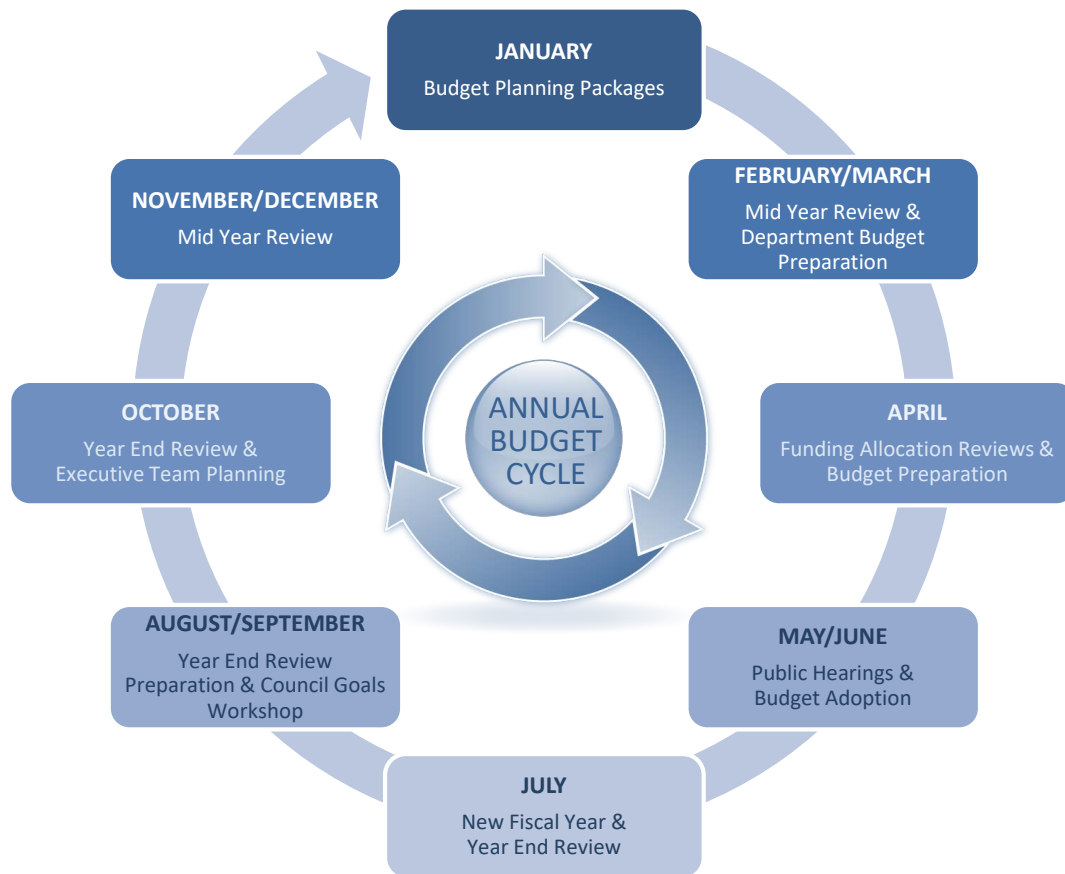 JANUARY
Budget Planning Packages
FEBRUARY/MARCH
Mid Year Review &
Department Budget
Preparation
APRIL
Funding Allocation Reviews &
Budget Preparation
MAY/JUNE
Public Hearings &
Budget Adoption
JULY
New Fiscal Year &
Year End Review
AUGUST/SEPTEMBER
Year End Review
Preparation & Council Goals
Workshop
OCTOBER
Year End Review &
Executive Team Planning
NOVEMBER/DECEMBER
Mid Year Review
ANNUAL
BUDGET
CYCLE